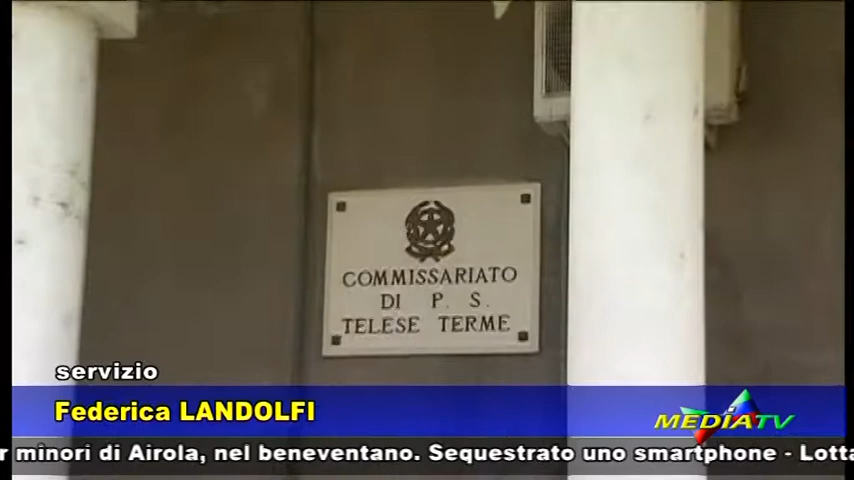 COMMISSARIATO
DI P. S.
TELESE TERME
servizio
Federica LANDOLFI
MEDIATV
minori di Airola, nel beneventano. Sequestrato uno smartphone - Lotta